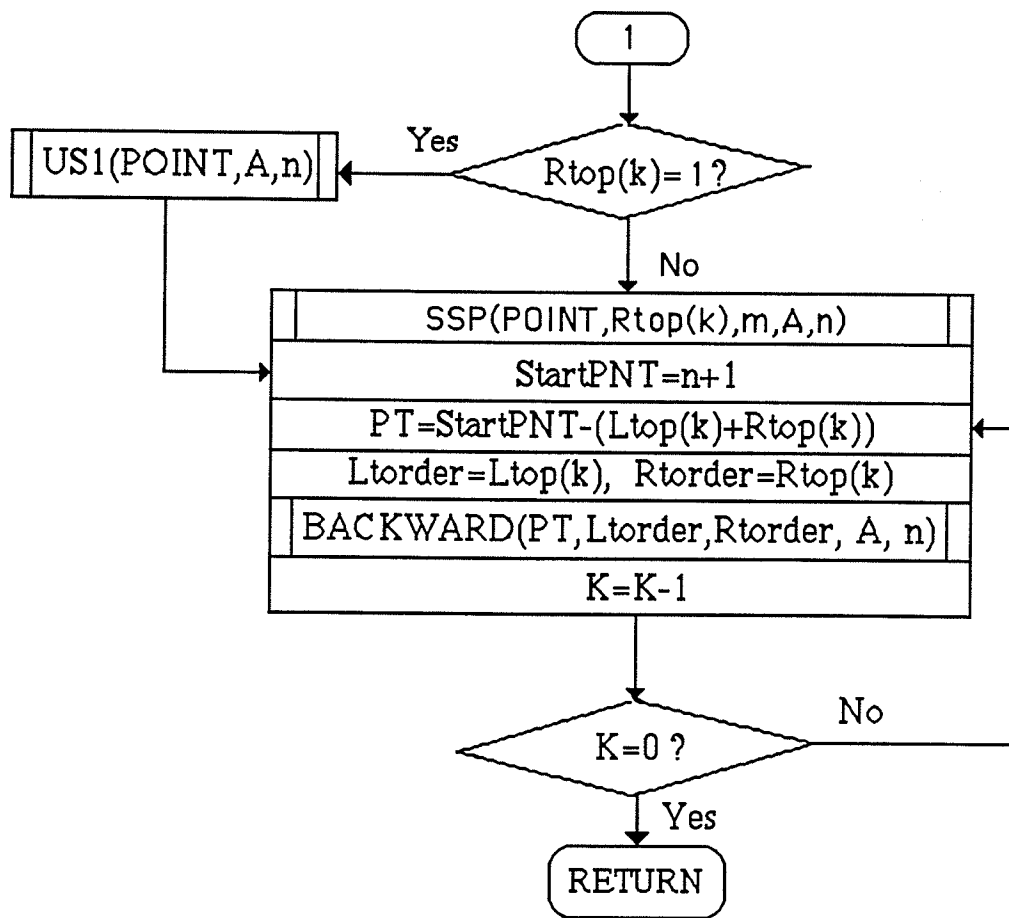 1
Yes
US1(POINT,A,n)
Rtop(k)=1?
No
SSP(POINT,Rtop(k),m,A,n)
StartPNT=n+1
PT=StartPNT-(Ltop(k)+Rtop(k))
Ltorder=Ltop(k), Rtorder=Rtop(k)
BACKWARD(PT,Ltorder,Rtorder, A, n)
K=K-1
No
K=0?
Yes
RETURN